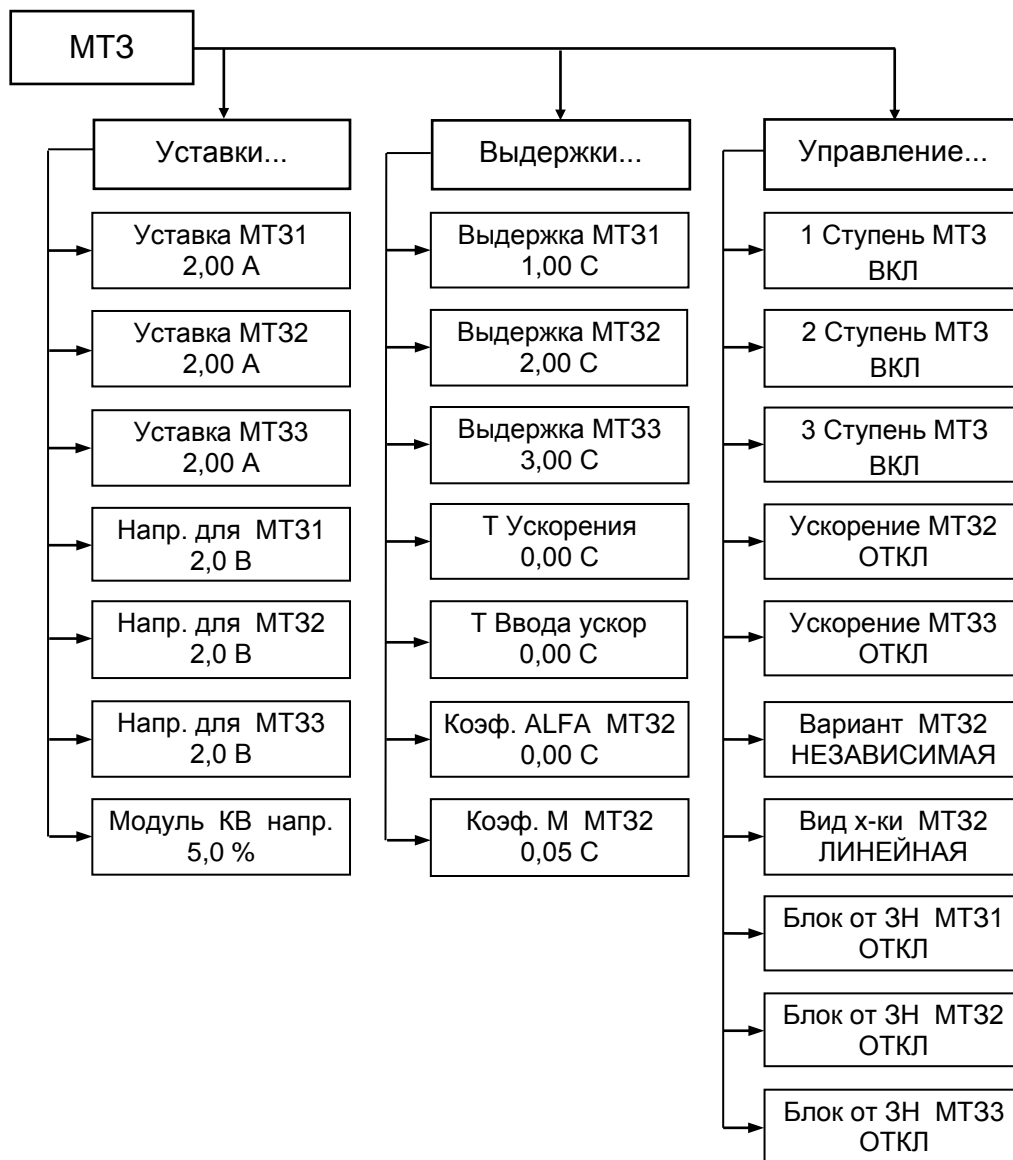 МТЗ
Уставки...
Уставка МТЗ1
2,00 А
Уставка МТЗ2
2,00 А
Уставка МТЗ3
2,00 А
Напр. для МТЗ1
2,0 В
Напр. для МТЗ2
2,0 В
Напр. для МТЗ3
2,0 В
Модуль КВ напр.
5,0 %
Выдержки...
Выдержка МТЗ1
1,00 С
Выдержка МТЗ2
2,00 С
Выдержка МТЗ3
3,00 С
Т Ускорения
0,00 С
Т Ввода ускор
0,00 С
Коэф. ALFA МТЗ2
0,00 С
Коэф. М МТЗ2
0,05 С
Управление...
1 Ступень МТЗ
ВКЛ
2 Ступень МТЗ
ВКЛ
3 Ступень МТЗ
ВКЛ
Ускорение МТЗ2
ОТКЛ
Ускорение МТЗ3
ОТКЛ
Вариант МТЗ2
НЕЗАВИСИМАЯ
Вид х-ки МТЗ2
ЛИНЕЙНАЯ
Блок от ЗН МТЗ1
ОТКЛ
Блок от ЗН МТЗ2
ОТКЛ
Блок от ЗН МТЗ3
ОТКЛ